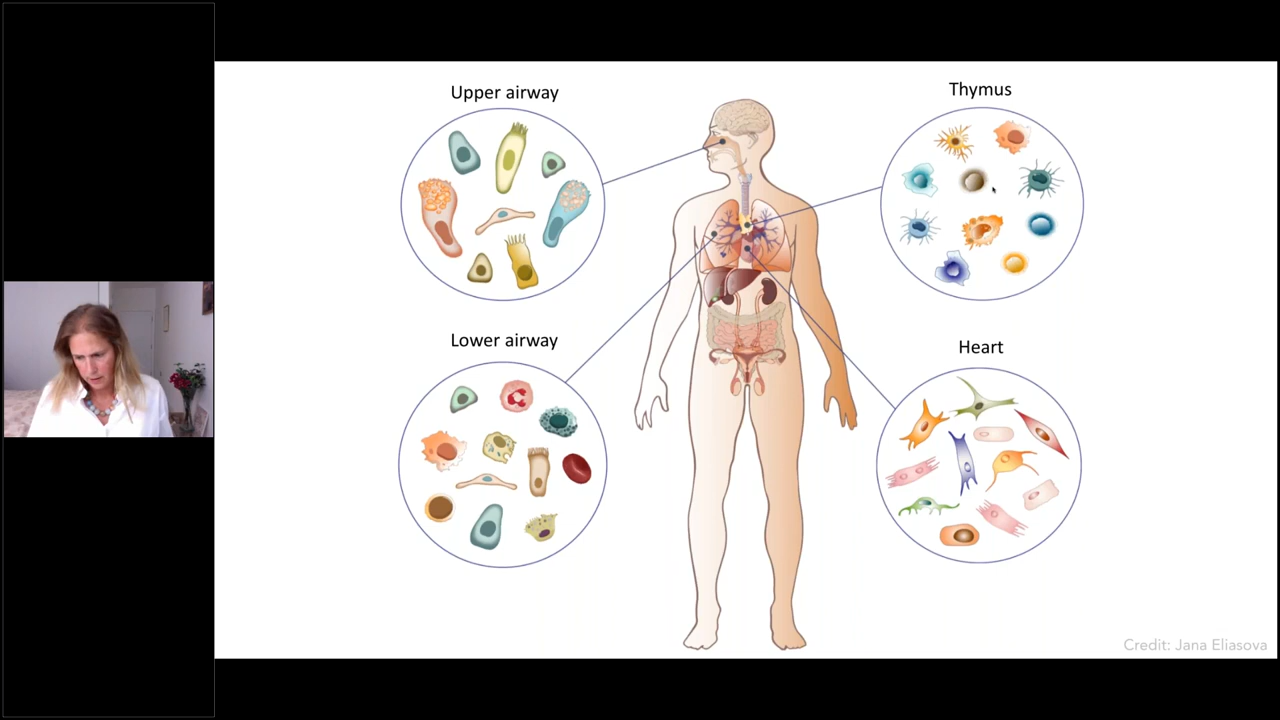 Upper airway
Thymus
Lower airway
Heart
Credit: Jana Eliasova